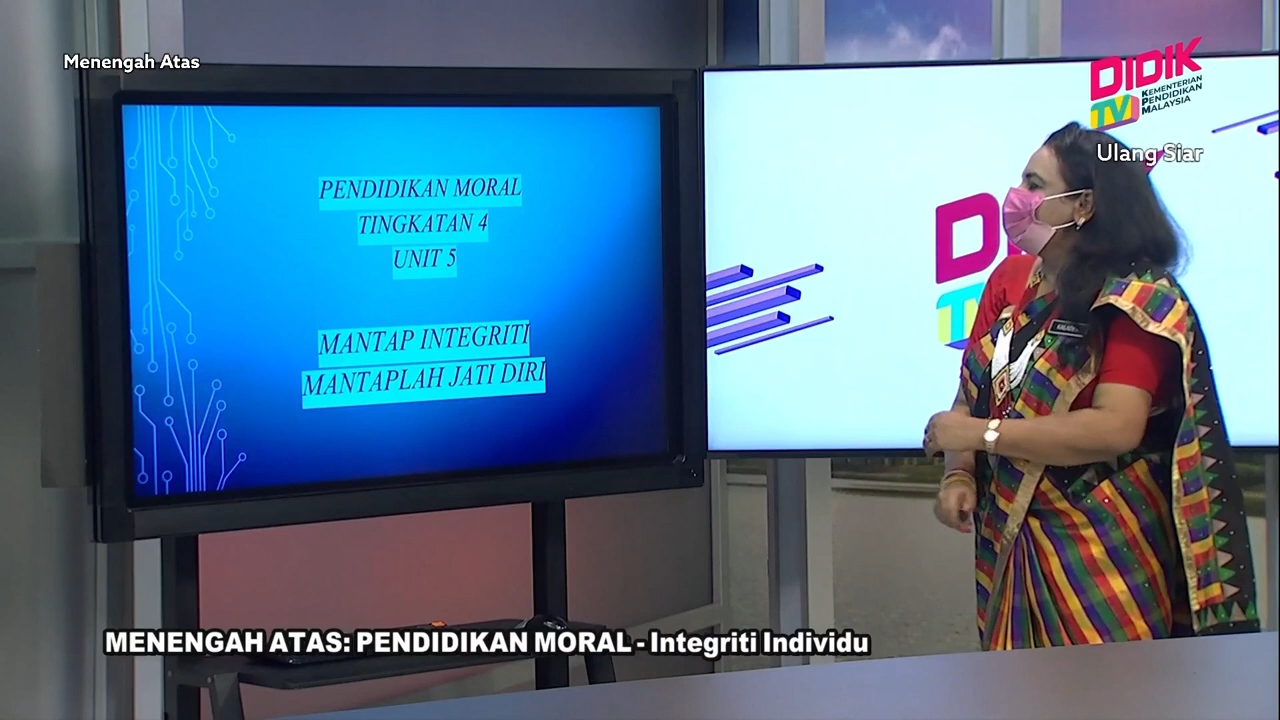 Menengah Atas
DIDIK
TV
KEMENTERIAN
PENDIDIKAN
MALAYSIA
Ulang Siar
PENDIDIKAN MORAL
TINGKATAN 4
UNIT 5
MANTAP INTEGRITI
MANTAPLAH JATI DIRI
MENENGAH ATAS: PENDIDIKAN MORAL - Integriti Individu